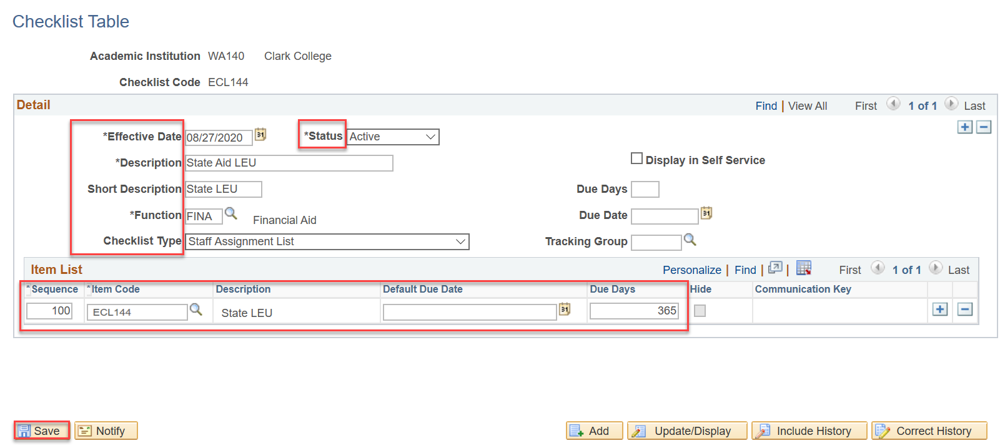 Checklist Table
Academic Institution WA140 Clark College
Checklist Code ECL144
Detail Find | View All First 1 of 1 Last
*Effective Date 08/27/2020 31 *Status Active
*Description State Aid LEU Display in Self Service
Short Description State LEU Due Days
*Function FINA Financial Aid Due Date 31
Checklist Type Staff Assignment List Tracking Group
Item List Personalize | Find | | First 1 of 1 Last
*Sequence *Item Code Description Default Due Date Due Days Hide Communication Key
100 ECL144 State LEU 31 365
Save Notify Add Update/Display Include History Correct History